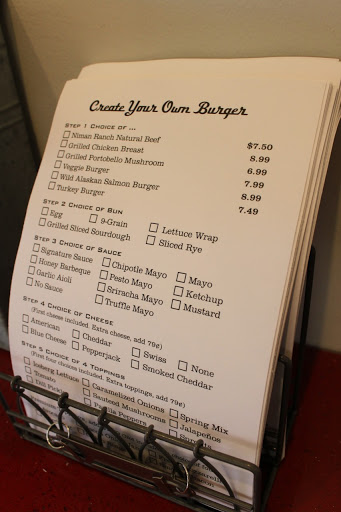 Create Your Own Burger
STEP 1 CHOICE OF ...
Niman Ranch Natural Beef $7.50
Grilled Chicken Breast 8.99
Grilled Portobello Mushroom 6.99
Veggie Burger 7.99
Wild Alaskan Salmon Burger 8.99
Turkey Burger 7.49
STEP 2 CHOICE OF BUN
Egg 9-Grain Lettuce Wrap
Grilled Sliced Sourdough Sliced Rye
STEP 3 CHOICE OF SAUCE
Signature Sauce Chipotle Mayo Mayo
Honey Barbeque Pesto Mayo Ketchup
Garlic Aioli Sriracha Mayo Mustard
No Sauce Truffle Mayo
STEP 4 CHOICE OF CHEESE
(First cheese included. Extra cheese, add 79¢)
American Cheddar Swiss None
Blue Cheese Pepperjack Smoked Cheddar
STEP 5 CHOICE OF 4 TOPPINGS
(First four choices included. Extra toppings, add 79¢)
Iceberg Lettuce Caramelized Onions Spring Mix
Tomato Sauteed Mushrooms Jalapeños
Dill Pickl Peppers